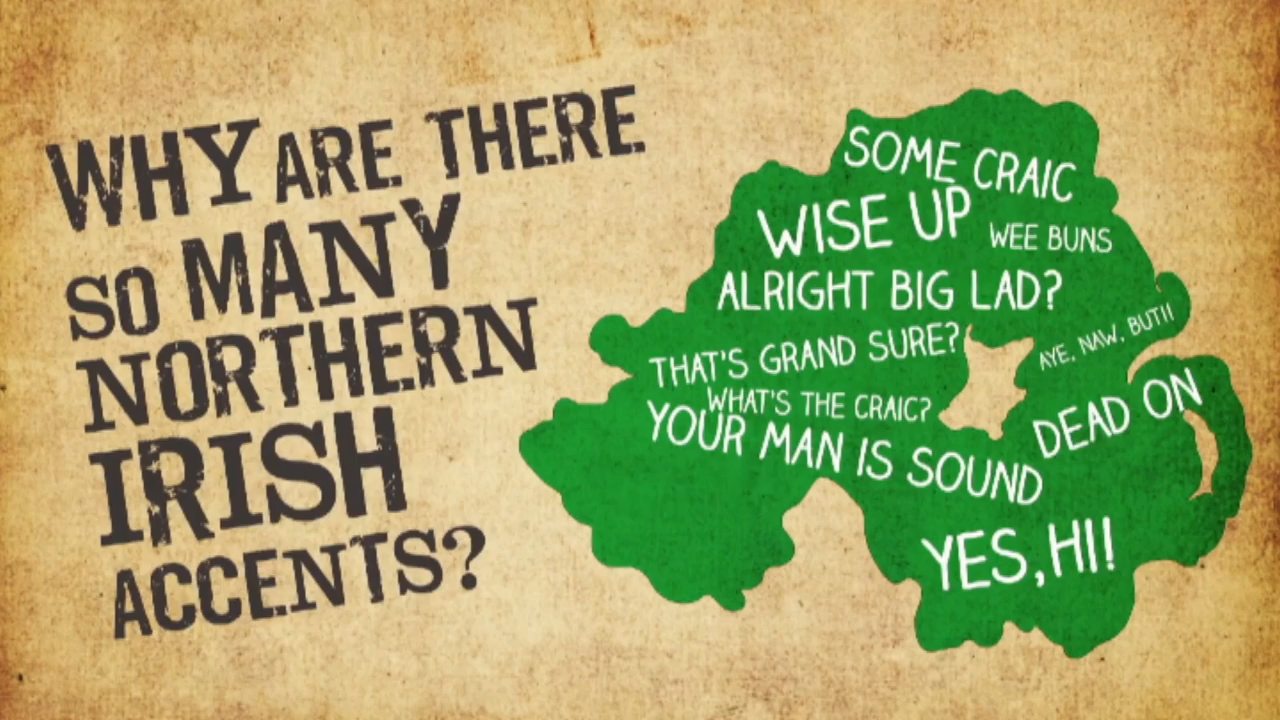 WHY ARE THERE
SO MANY
NORTHERN
IRISH
ACCENTS?
SOME CRAIC
WISE UP
WEE BUNS
ALRIGHT BIG LAD?
THAT'S GRAND SURE?
AYE, NAW, BUT!!
WHAT'S THE CRAIC?
YOUR MAN IS SOUND
DEAD ON
YES, HI!